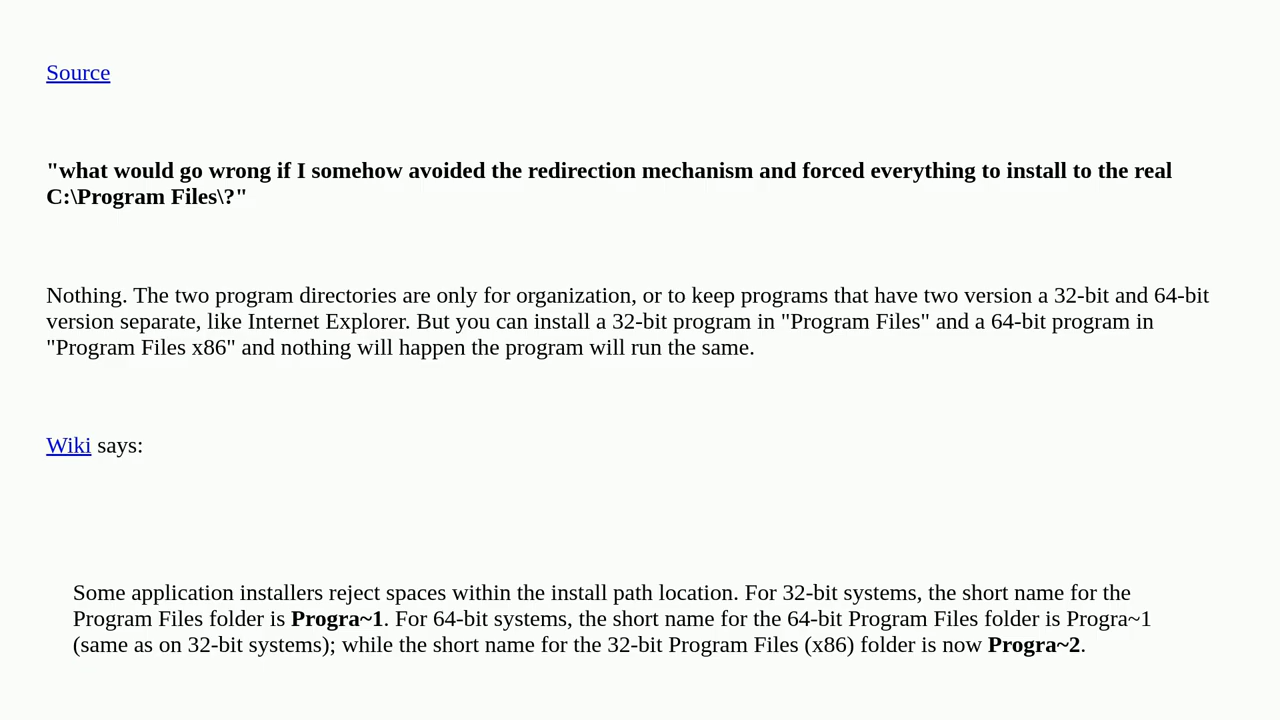 Source
"what would go wrong if I somehow avoided the redirection mechanism and forced everything to install to the real
C:\Program Files\?"
Nothing. The two program directories are only for organization, or to keep programs that have two version a 32-bit and 64-bit
version separate, like Internet Explorer. But you can install a 32-bit program in "Program Files" and a 64-bit program in
"Program Files x86" and nothing will happen the program will run the same.
Wiki says:
Some application installers reject spaces within the install path location. For 32-bit systems, the short name for the
Program Files folder is Progra~1. For 64-bit systems, the short name for the 64-bit Program Files folder is Progra~1
(same as on 32-bit systems); while the short name for the 32-bit Program Files (x86) folder is now Progra~2.